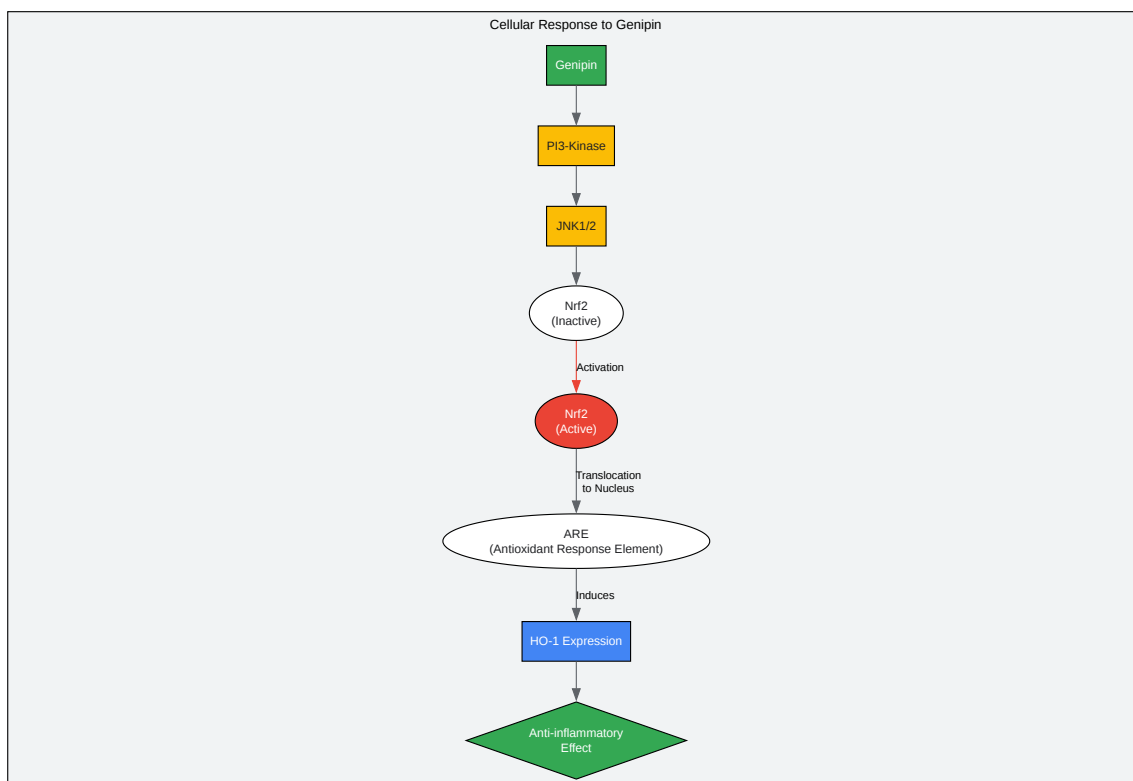 Cellular Response to Genipin
Genipin
PI3-Kinase
JNK1/2
Nrf2
(Inactive)
Activation
Nrf2
(Active)
Translocation
to Nucleus
ARE
(Antioxidant Response Element)
Induces
HO-1 Expression
Anti-inflammatory
Effect